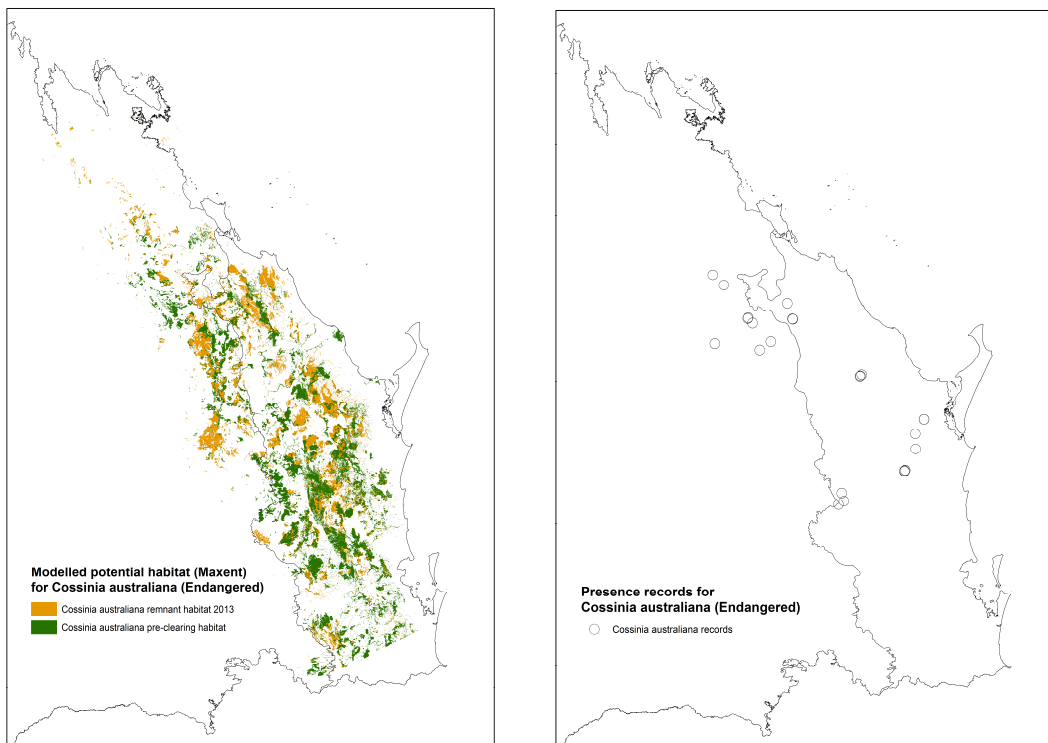 Modelled potential habitat (Maxent)
for Cossinia australiana (Endangered)
Cossinia australiana remnant habitat 2013
Cossinia australiana pre-clearing habitat
Presence records for
Cossinia australiana (Endangered)
Cossinia australiana records